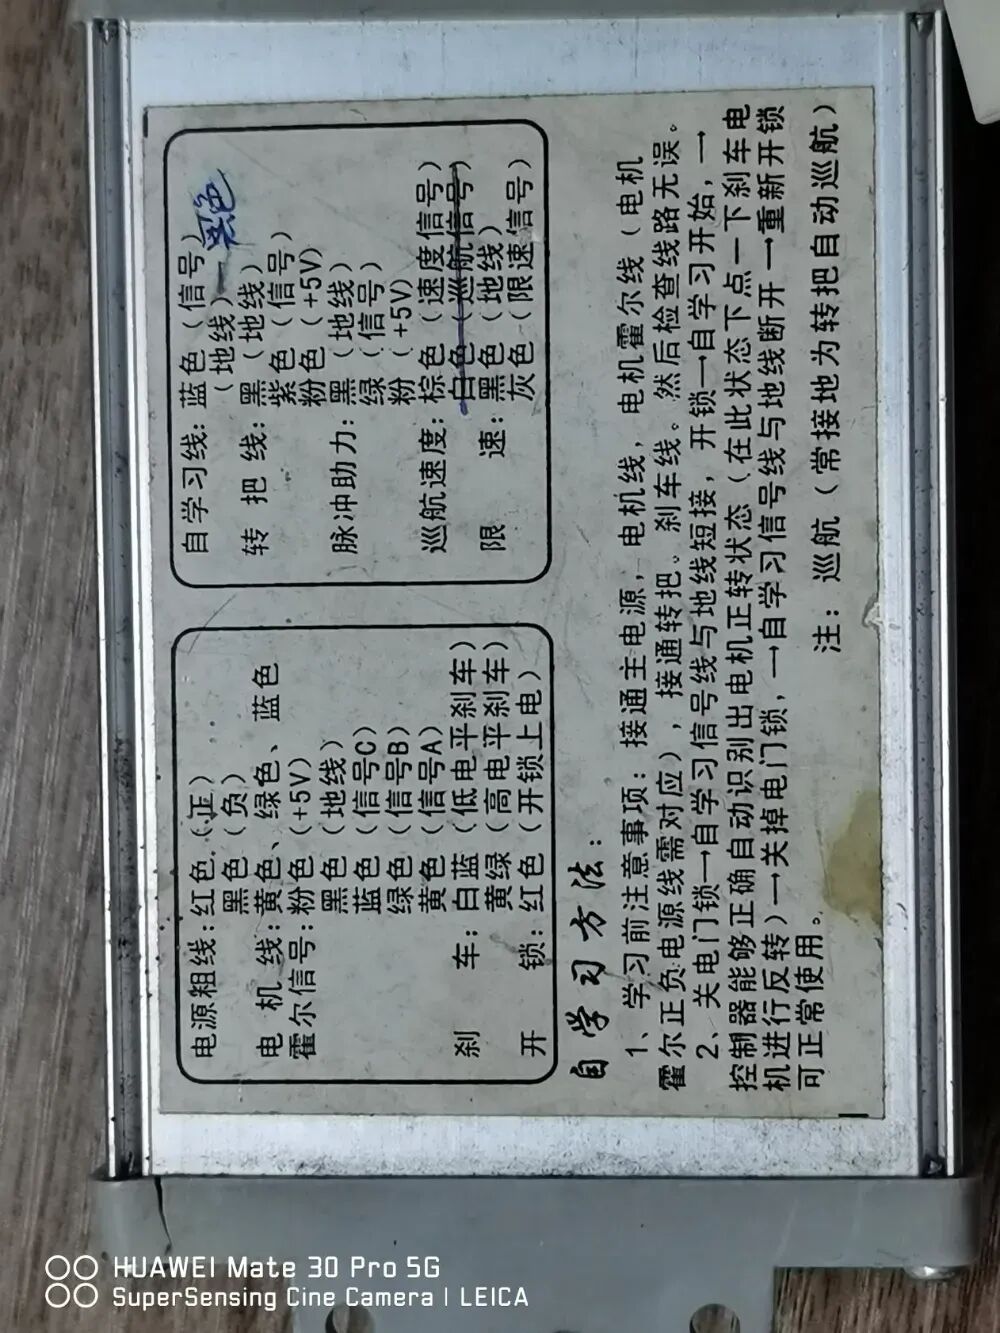 电源粗线：红色（正）
黑色（负）
电机线：黄色、绿色、蓝色
霍尔信号：粉色（+5V）
黑色（地线）
蓝色（信号C）
绿色（信号B）
黄色（信号A）
刹车：白蓝（低电平刹车）
黄绿（高电平刹车）
开锁：红色（开锁上电）
自学习线：蓝色（信号）
（地线）黑色
转把线：黑（地线）
紫色（信号）
粉色（+5V）
脉冲助力：黑（地线）
绿（信号）
粉（+5V）
巡航速度：棕色（速度信号）
白色（巡航信号）
限速：黑色（地线）
灰色（限速信号）
自学习方法：
1、学习前注意事项：接通主电源，电机线，电机霍尔线（电机
霍尔正负电源线需对应），接通转把。刹车线。然后检查线路无误。
2、关电门锁→自学习信号线与地线短接，开锁→自学习开始，→
控制器能够正确自动识别出电机正转状态（在此状态下点一下刹车电
机进行反转）→关掉电门锁，→自学习信号线与地线断开→重新开锁
可正常使用。
注：巡航（常接地为转把自动巡航）
HUAWEI Mate 30 Pro 5G
SuperSensing Cine Camera | LEICA